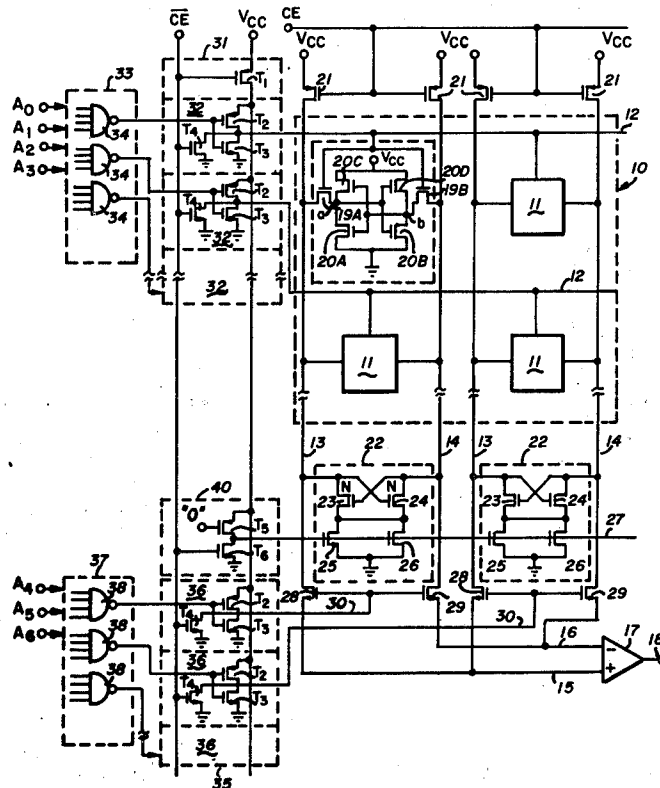 CE
VCC
CE
VCC
VCC
VCC
31
33
21
21
21
21
T1
A0
A1
A2
A3
34
34
34
32
T2
T4
T3
T2
T4
T3
32
32
12
10
20C
VCC
20D
19B
a
19A
b
20A
20B
11
12
11
11
13
14
13
14
40
22
22
"0"
T5
T6
N
N
23
24
23
24
25
26
25
26
27
37
A4
A5
A6
38
38
38
36
T2
T4
T3
36
T2
T4
T3
36
35
28
29
28
29
30
30
16
15
17
18